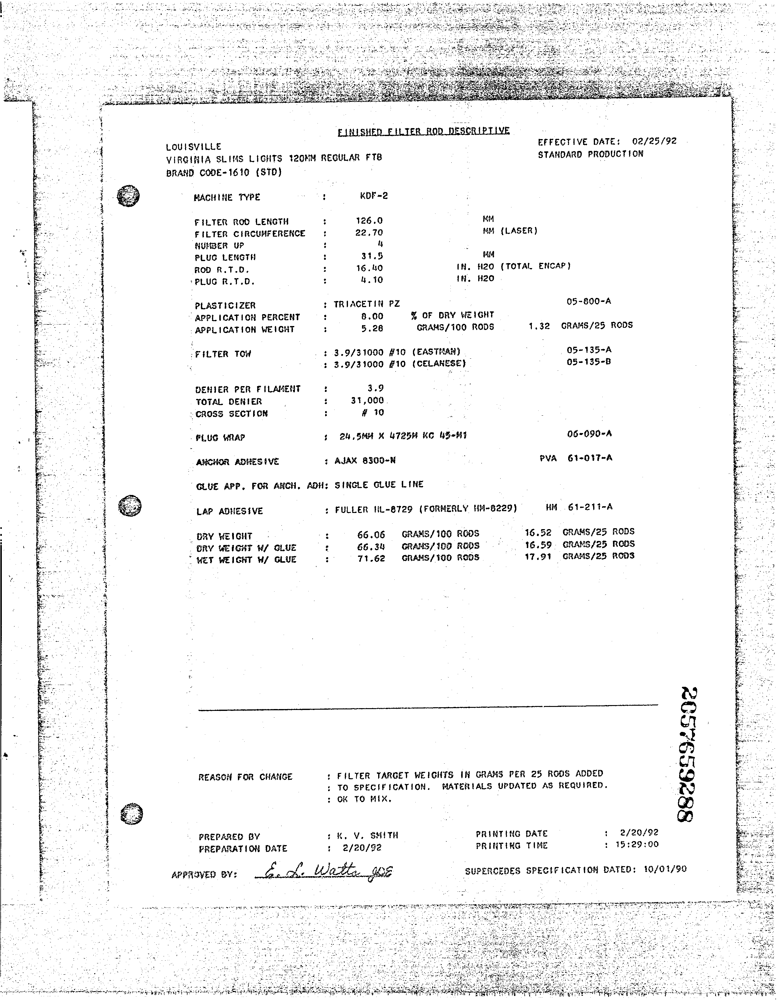 FINISHED FILTER ROD DESCRIPTIVE
LOUISVILLE EFFECTIVE DATE: 02/25/92
VIRGINIA SLIMS LIGHTS 120MM REGULAR FTB STANDARD PRODUCTION
BRAND CODE-1610 (STD)
MACHINE TYPE : KDF-2
FILTER ROD LENGTH : 126.0 MM
FILTER CIRCUMFERENCE : 22.70 MM (LASER)
NUMBER UP : 4
PLUG LENGTH : 31.5 MM
ROD R.T.D. : 16.40 IN. H2O (TOTAL ENCAP)
PLUG R.T.D. : 4.10 IN. H2O
PLASTICIZER : TRIACETIN PZ 05-800-A
APPLICATION PERCENT : 8.00 % OF DRY WEIGHT
APPLICATION WEIGHT : 5.28 GRAMS/100 RODS 1.32 GRAMS/25 RODS
FILTER TOW : 3.9/31000 #10 (EASTMAN) 05-135-A
: 3.9/31000 #10 (CELANESE) 05-135-B
DENIER PER FILAMENT : 3.9
TOTAL DENIER : 31,000
CROSS SECTION : # 10
PLUG WRAP : 24.5MM X 4725M KC 45-M1 06-090-A
ANCHOR ADHESIVE : AJAX 8300-N PVA 61-017-A
GLUE APP. FOR ANCH. ADH: SINGLE GLUE LINE
LAP ADHESIVE : FULLER HL-8729 (FORMERLY HM-8229) HM 61-211-A
DRY WEIGHT : 66.06 GRAMS/100 RODS 16.52 GRAMS/25 RODS
DRY WEIGHT W/ GLUE : 66.34 GRAMS/100 RODS 16.59 GRAMS/25 RODS
WET WEIGHT W/ GLUE : 71.62 GRAMS/100 RODS 17.91 GRAMS/25 RODS
2057659288
REASON FOR CHANGE : FILTER TARGET WEIGHTS IN GRAMS PER 25 RODS ADDED
: TO SPECIFICATION. MATERIALS UPDATED AS REQUIRED.
: OK TO MIX.
PREPARED BY : K. V. SMITH PRINTING DATE : 2/20/92
PREPARATION DATE : 2/20/92 PRINTING TIME : 15:29:00
APPROVED BY: E. L. Watts SUPERCEDES SPECIFICATION DATED: 10/01/90